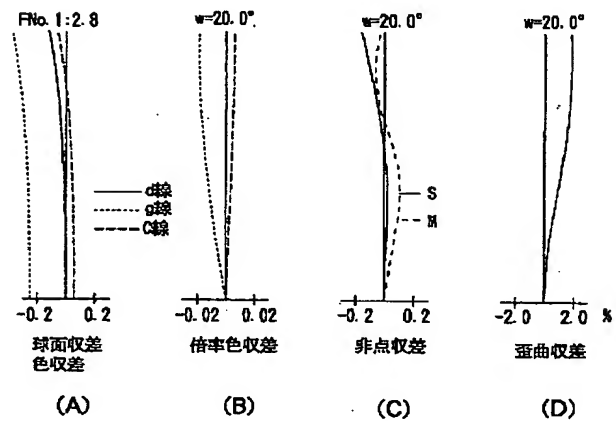 FNo. 1:2.8
w=20.0°
w=20.0°
w=20.0°
d線
g線
C線
S
M
-0.2 0.2
-0.02 0.02
-0.2 0.2
-2.0 2.0 %
球面収差
色収差
倍率色収差
非点収差
歪曲収差
(A)
(B)
(C)
(D)